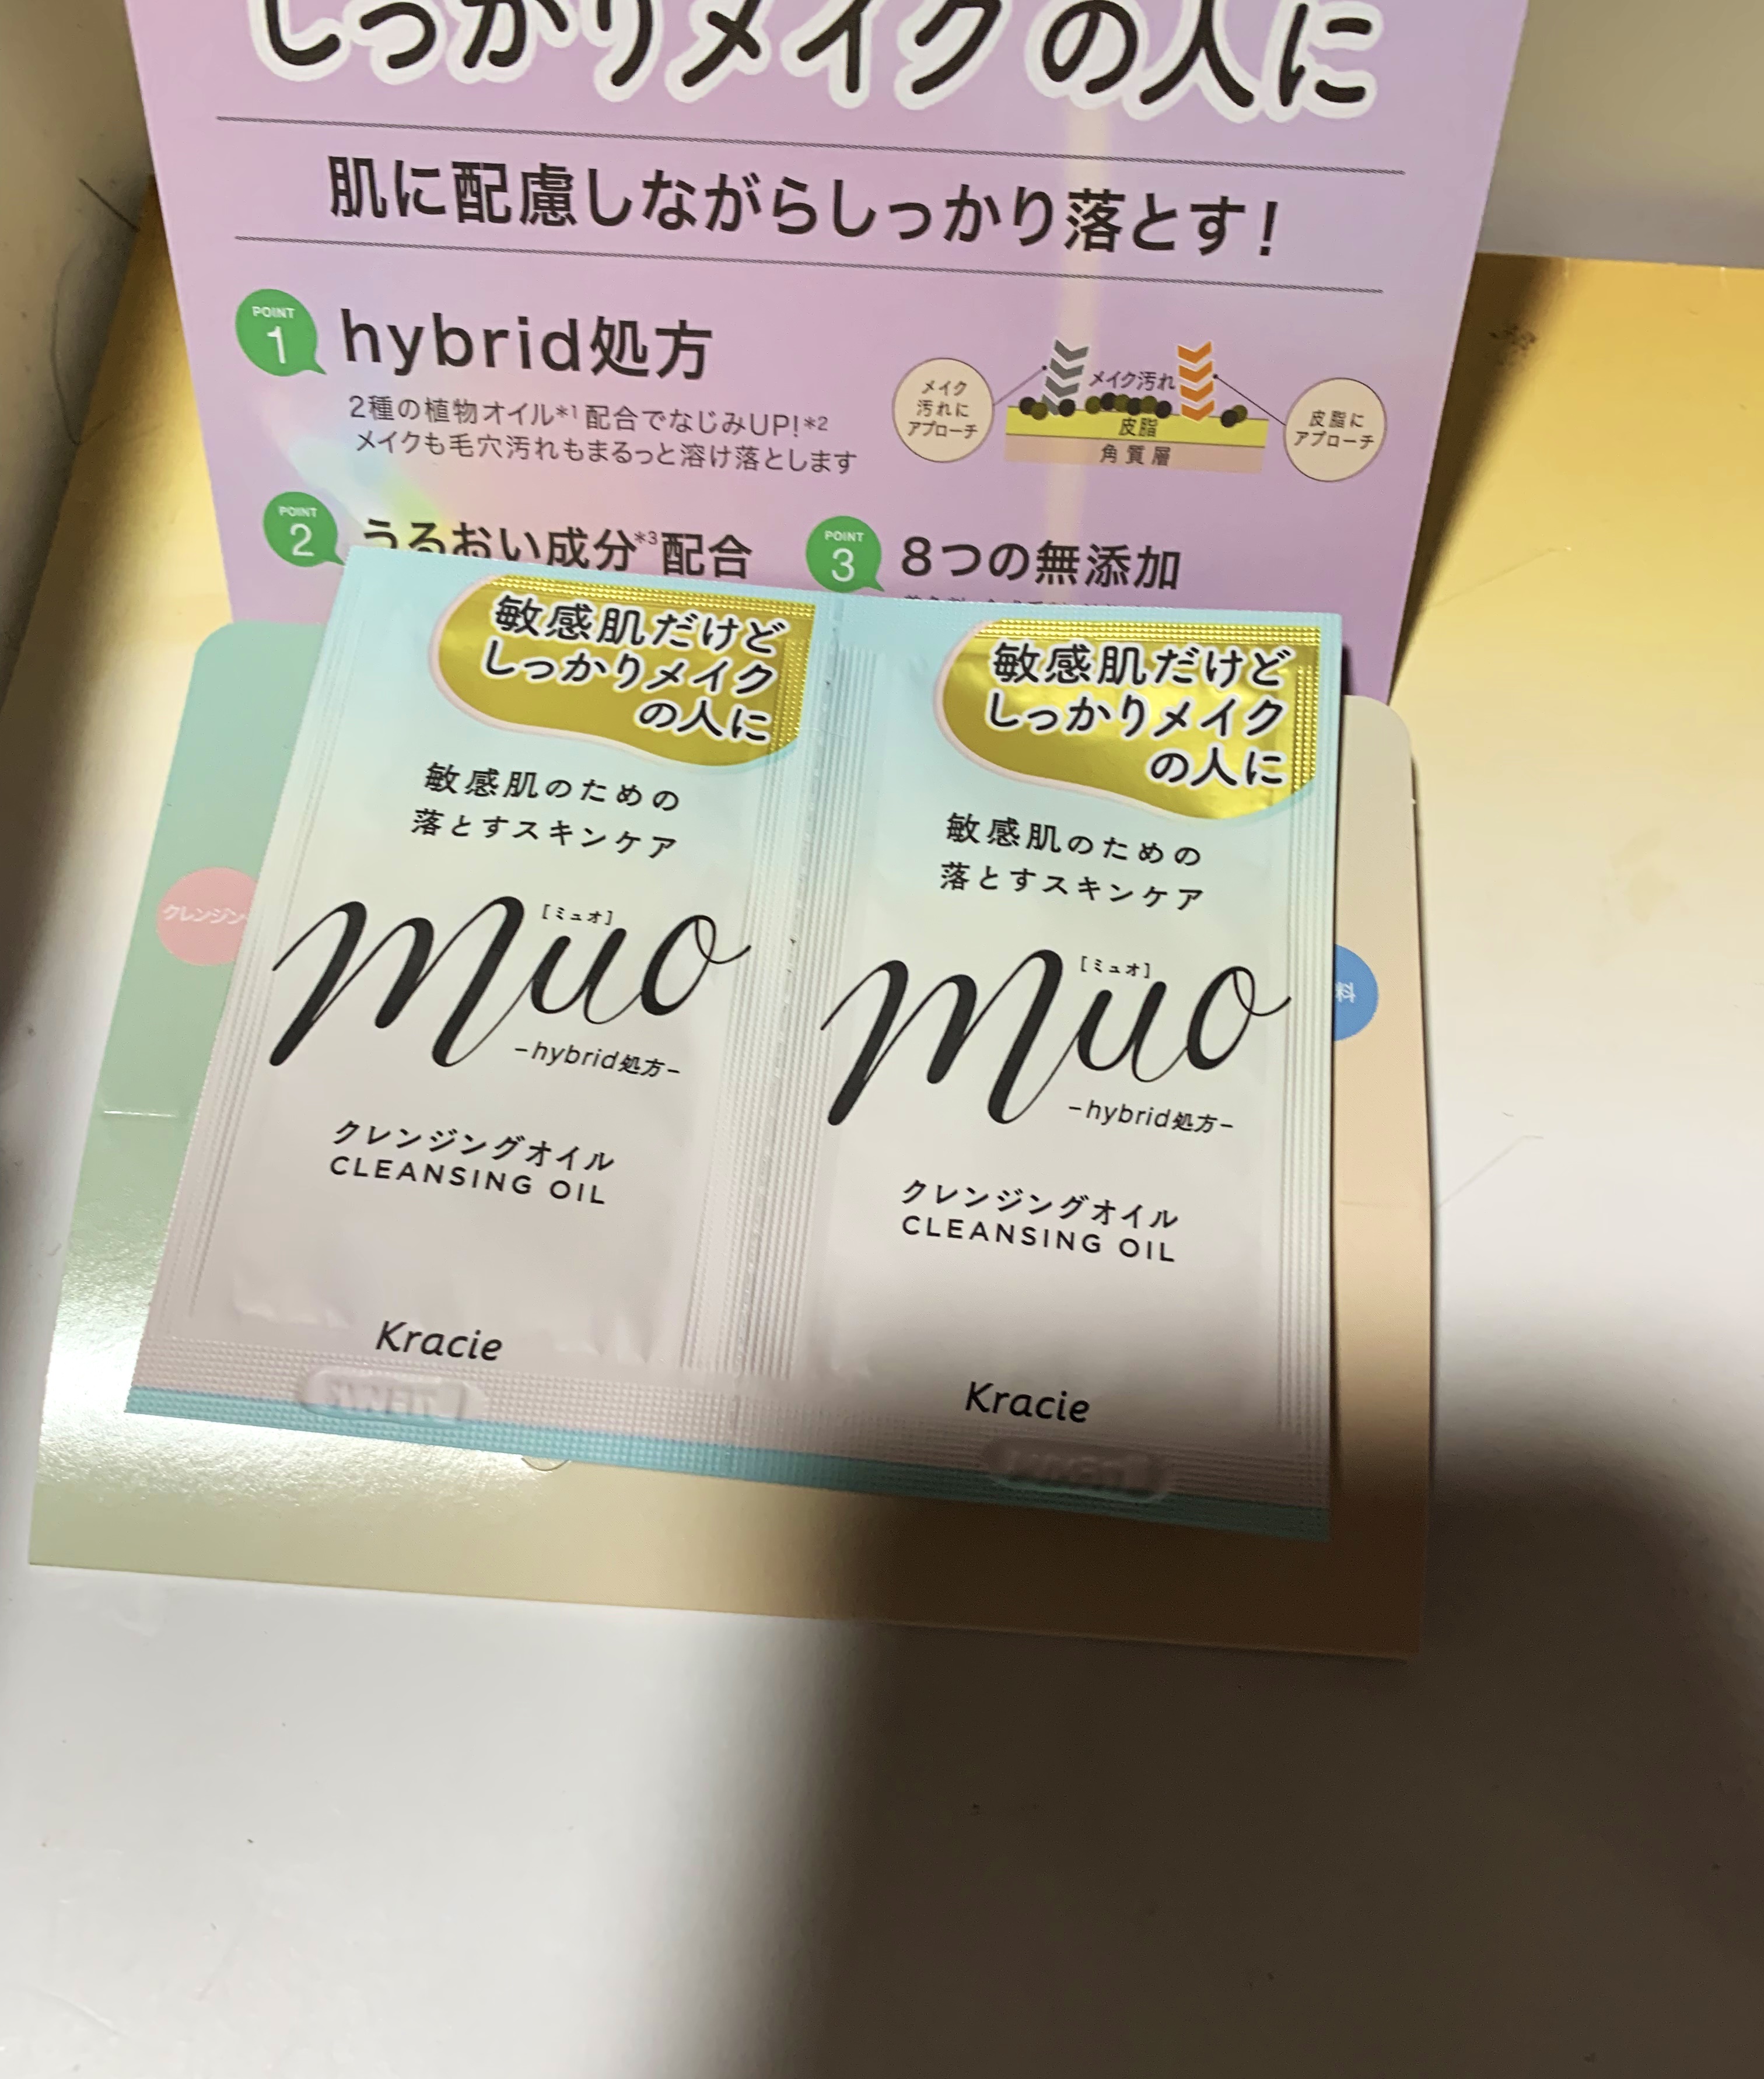 しっかりメイクの人に
肌に配慮しながらしっかり落とす!
POINT
1
hybrid処方
2種の植物オイル*1配合でなじみUP!*2
メイクも毛穴汚れもまるっと溶け落とします
メイク
汚れに
アプローチ
メイク汚れ
皮脂
角質層
皮脂に
アプローチ
POINT
2
うるおい成分*3配合
POINT
3
8つの無添加
敏感肌だけど
しっかりメイク
の人に
敏感肌のための
落とすスキンケア
muo
[ミュオ]
-hybrid処方-
クレンジングオイル
CLEANSING OIL
Kracie
敏感肌だけど
しっかりメイク
の人に
敏感肌のための
落とすスキンケア
muo
[ミュオ]
-hybrid処方-
クレンジングオイル
CLEANSING OIL
Kracie
クレンジン
料